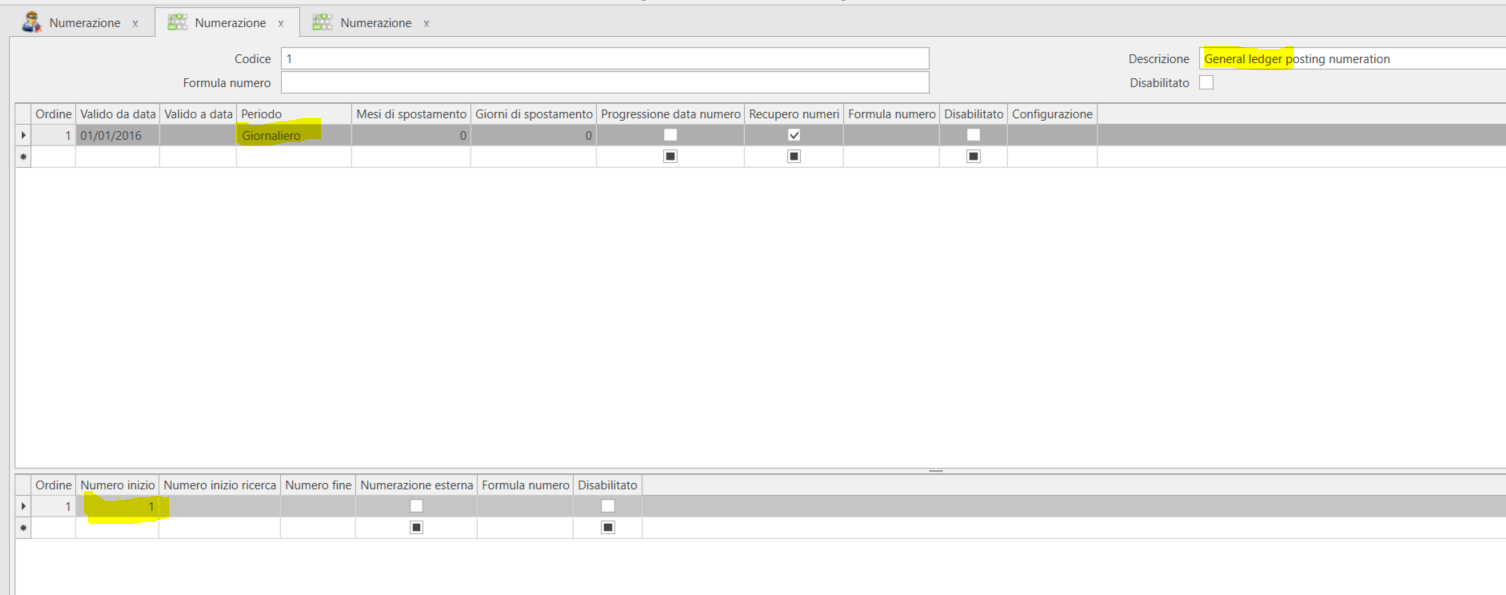 Numerazione x Numerazione x Numerazione x
Codice 1 Descrizione General ledger posting numeration
Formula numero Disabilitato
Ordine Valido da data Valido a data Periodo Mesi di spostamento Giorni di spostamento Progressione data numero Recupero numeri Formula numero Disabilitato Configurazione
1 01/01/2016 Giornaliero 0 0
Ordine Numero inizio Numero inizio ricerca Numero fine Numerazione esterna Formula numero Disabilitato
1 1